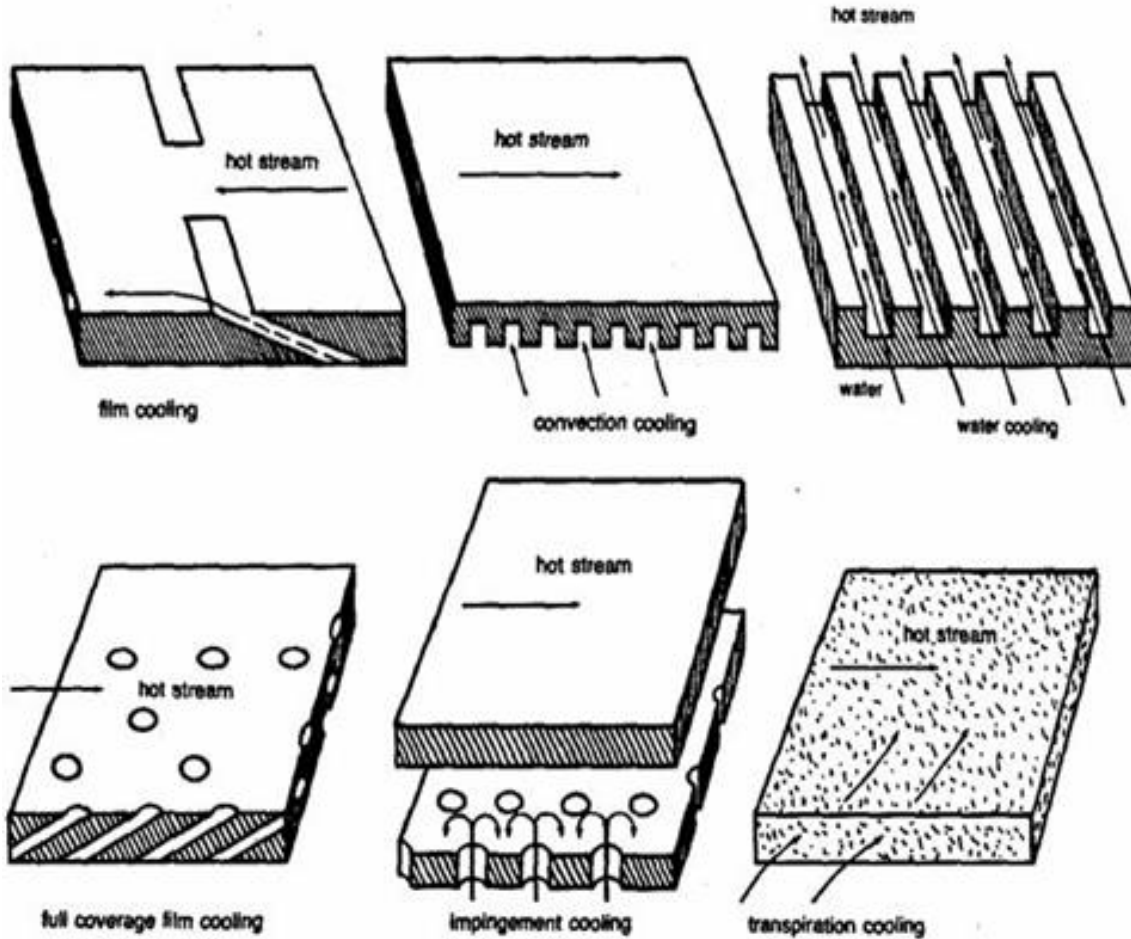 hot stream
hot stream
hot stream
film cooling
convection cooling
water
water cooling
hot stream
hot stream
hot stream
full coverage film cooling
impingement cooling
transpiration cooling